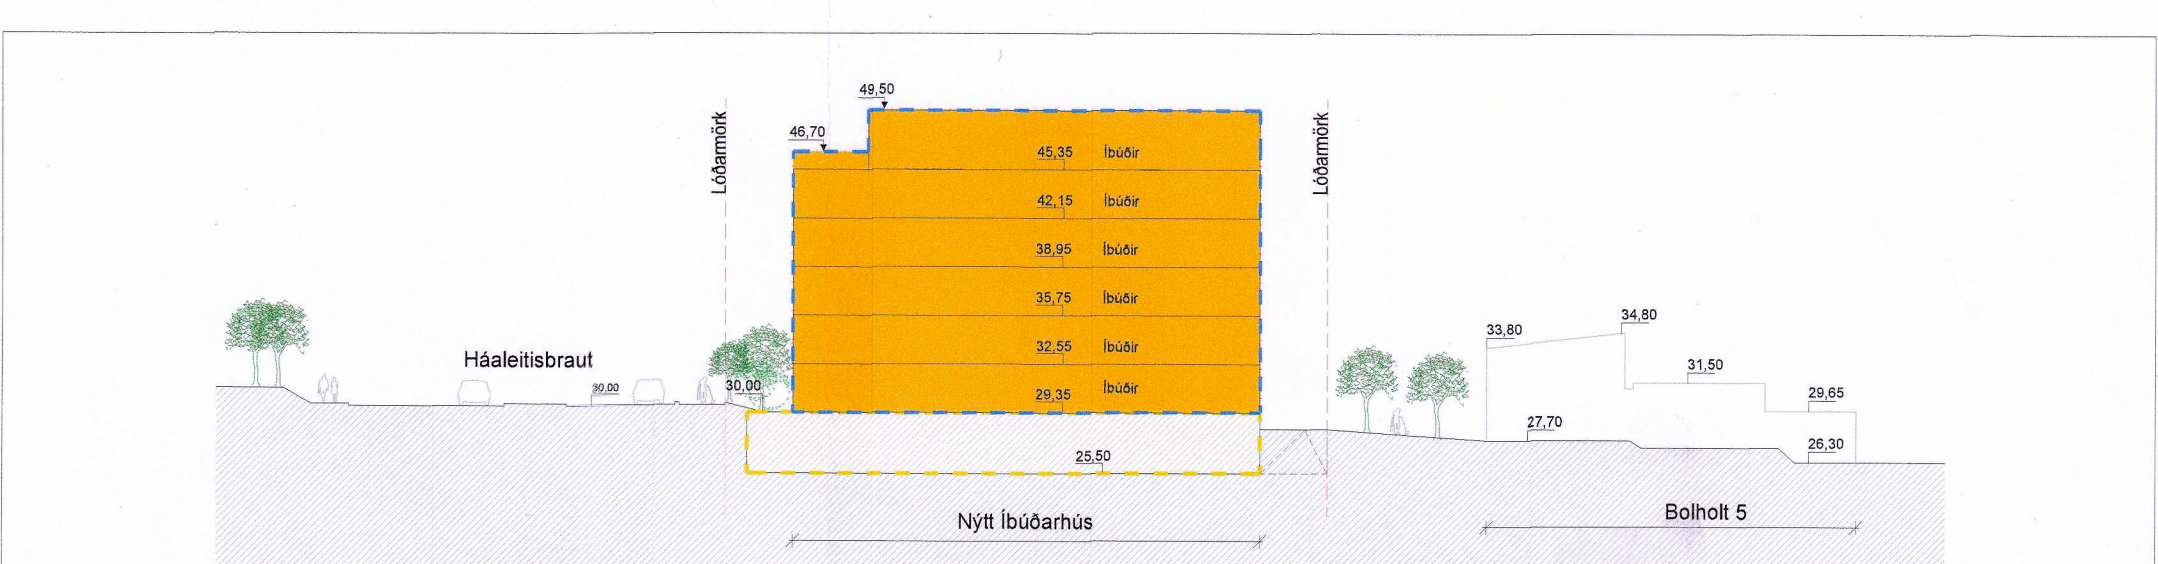 49,50
46,70
Lóðarmörk
Lóðarmörk
45,35 Íbúðir
42,15 Íbúðir
38,95 Íbúðir
35,75 Íbúðir
32,55 Íbúðir
29,35 Íbúðir
Háaleitisbraut
30,00
30,00
33,80
34,80
31,50
29,65
27,70
26,30
25,50
Nýtt Íbúðarhús
Bolholt 5